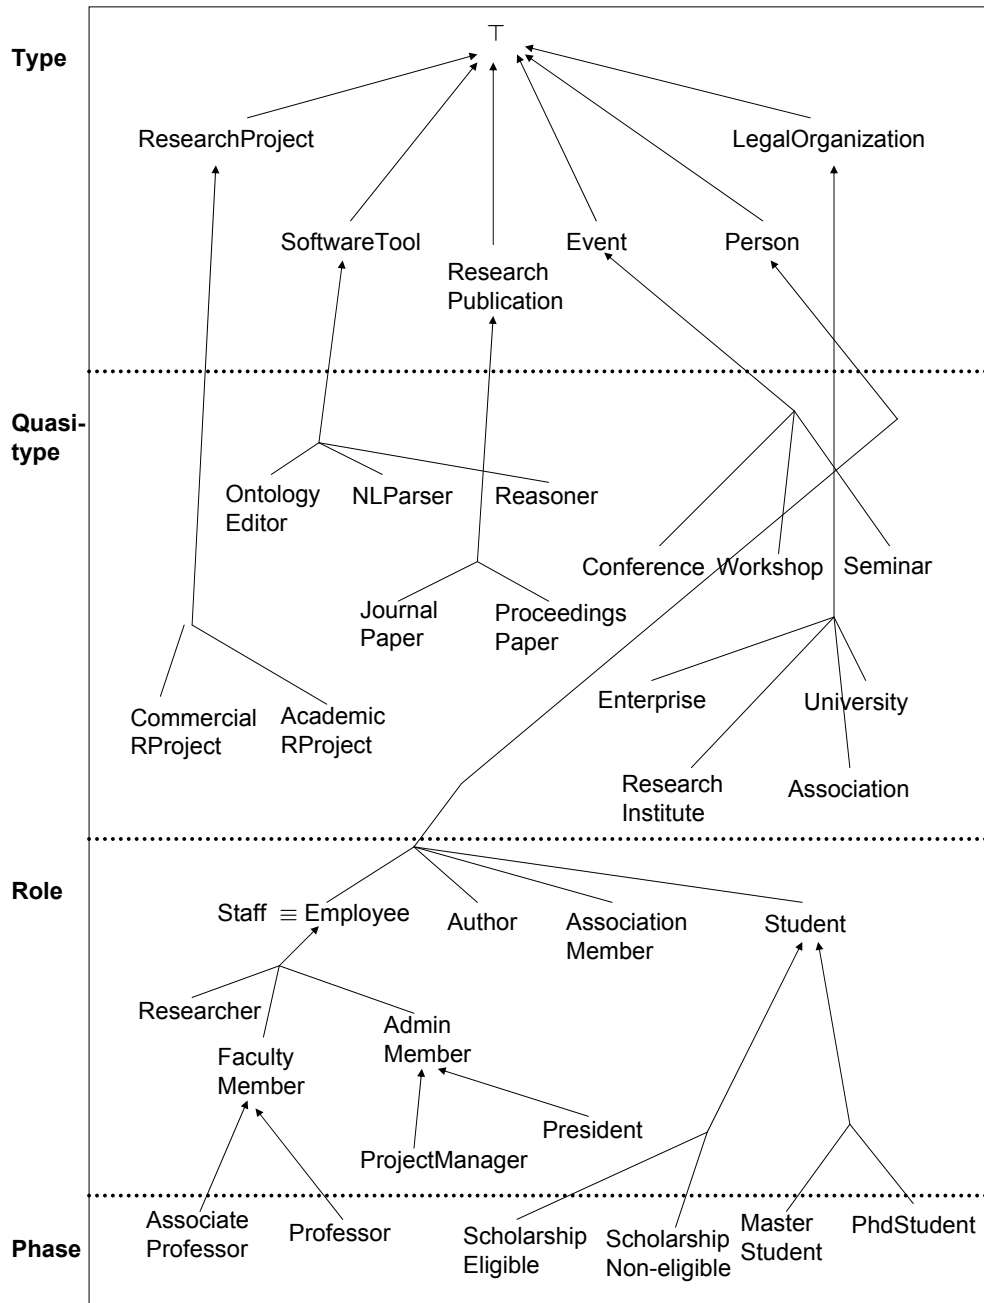 ⊤
Type
ResearchProject
LegalOrganization
SoftwareTool
Event
Person
Research
Publication
Quasi-
type
Ontology
Editor
NLParser
Reasoner
Conference
Workshop
Seminar
Journal
Paper
Proceedings
Paper
Enterprise
University
Commercial
RProject
Academic
RProject
Research
Institute
Association
Role
Staff ≡ Employee
Author
Association
Member
Student
Researcher
Admin
Member
Faculty
Member
President
ProjectManager
Phase
Associate
Professor
Professor
Scholarship
Eligible
Scholarship
Non-eligible
Master
Student
PhdStudent